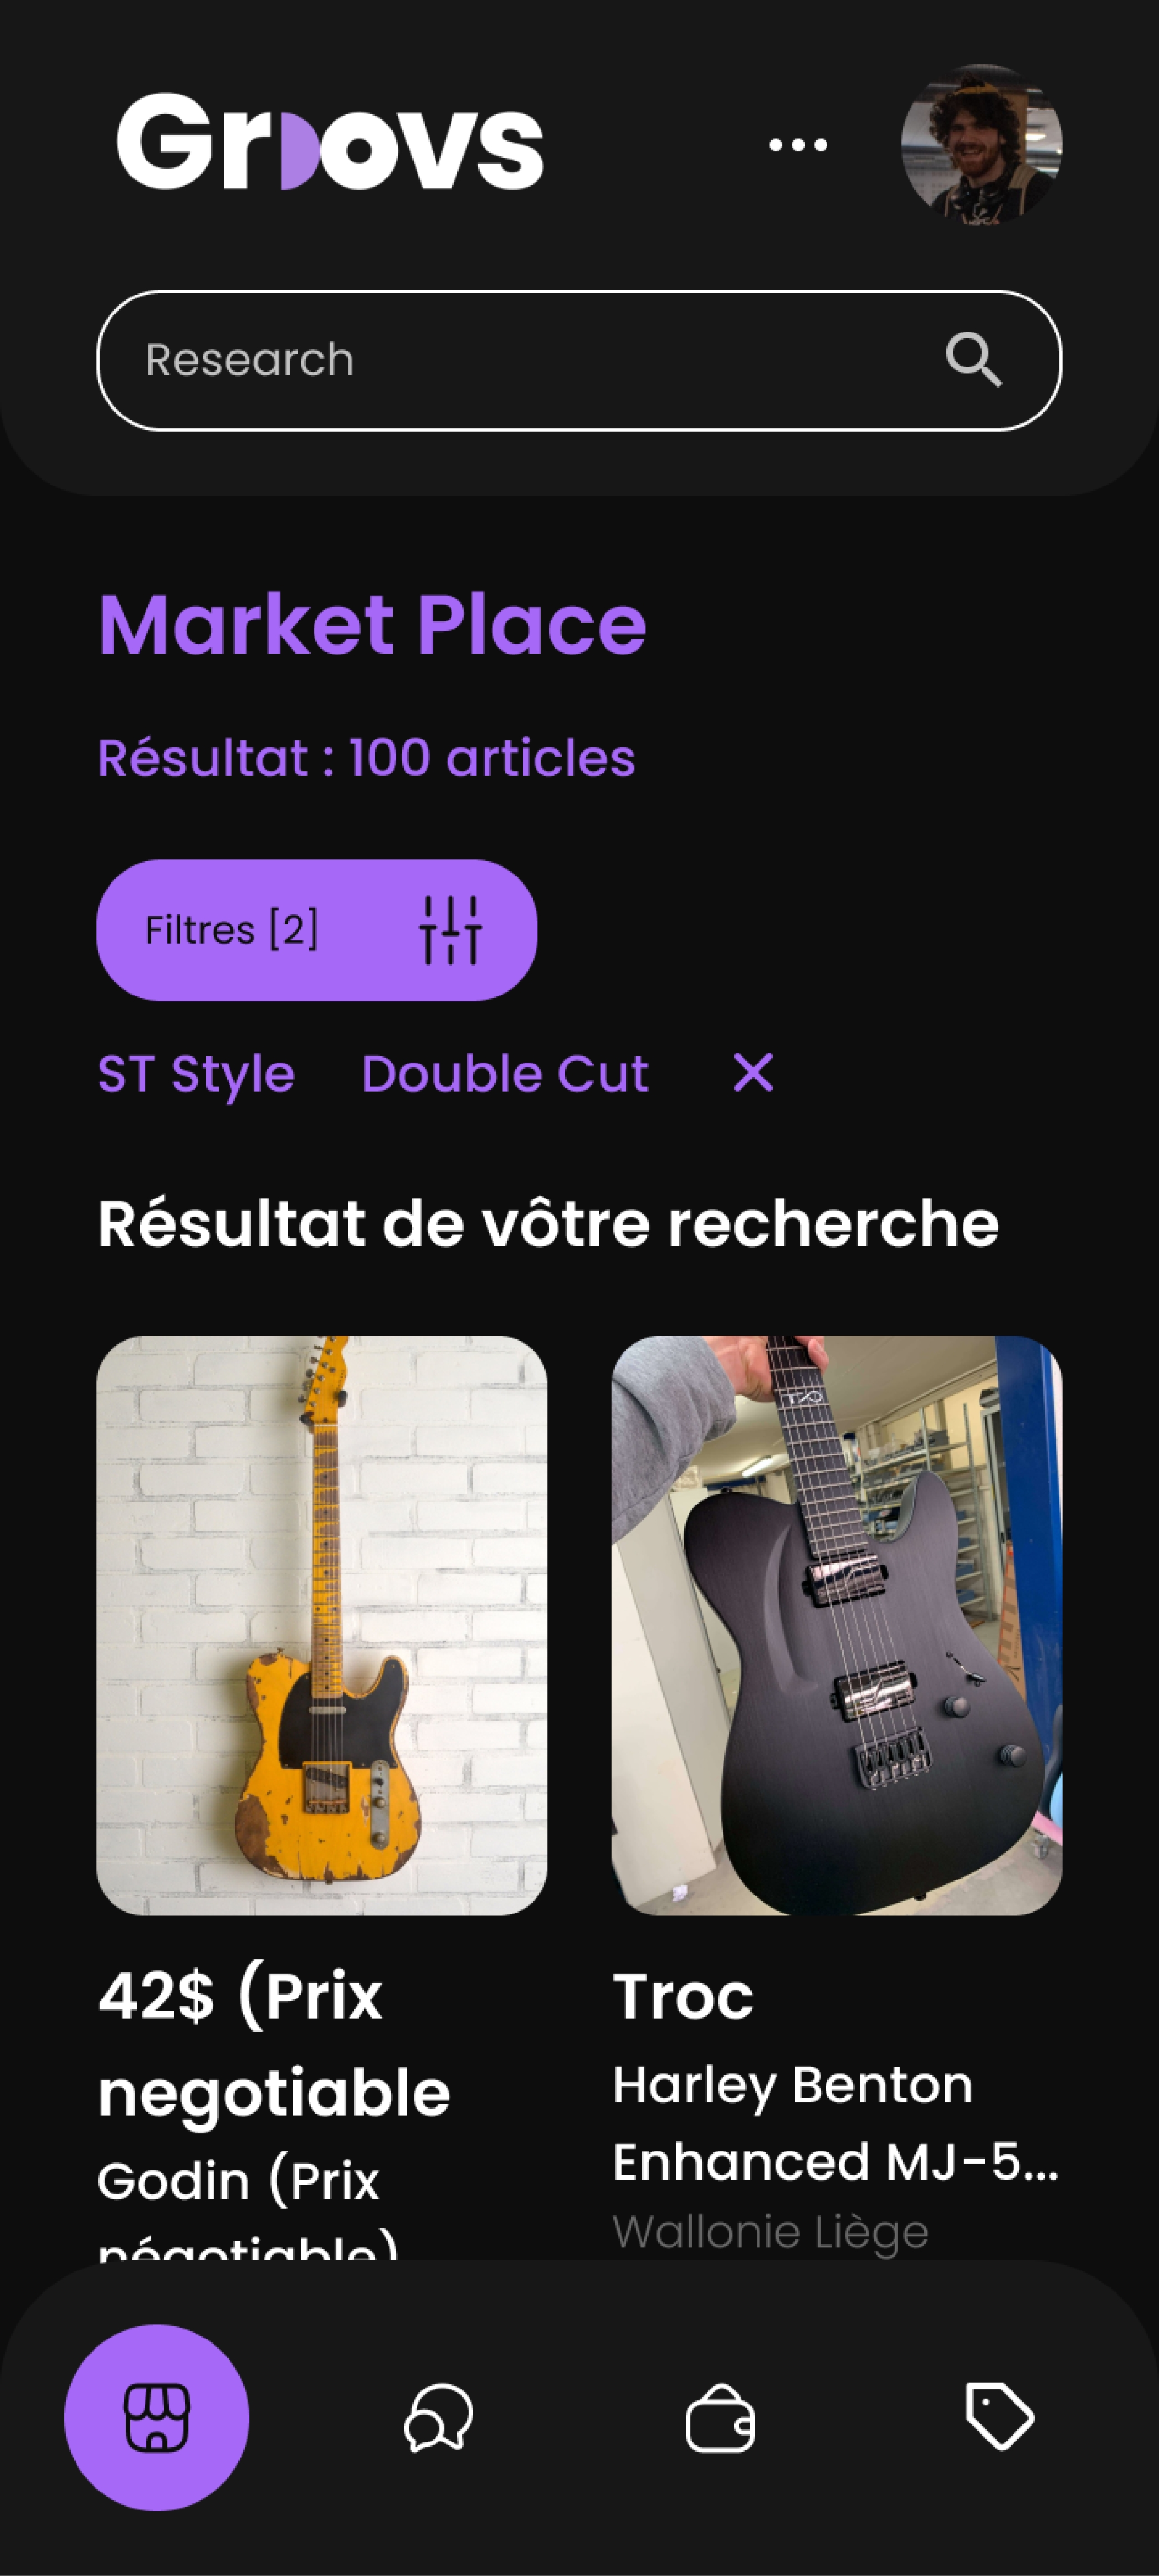 Groovs
Research
Market Place
Résultat : 100 articles
Filtres [2]
ST Style Double Cut
Résultat de vôtre recherche
42$ (Prix
negotiable
Godin (Prix
négotiable)
Troc
Harley Benton
Enhanced MJ-5...
Wallonie Liège